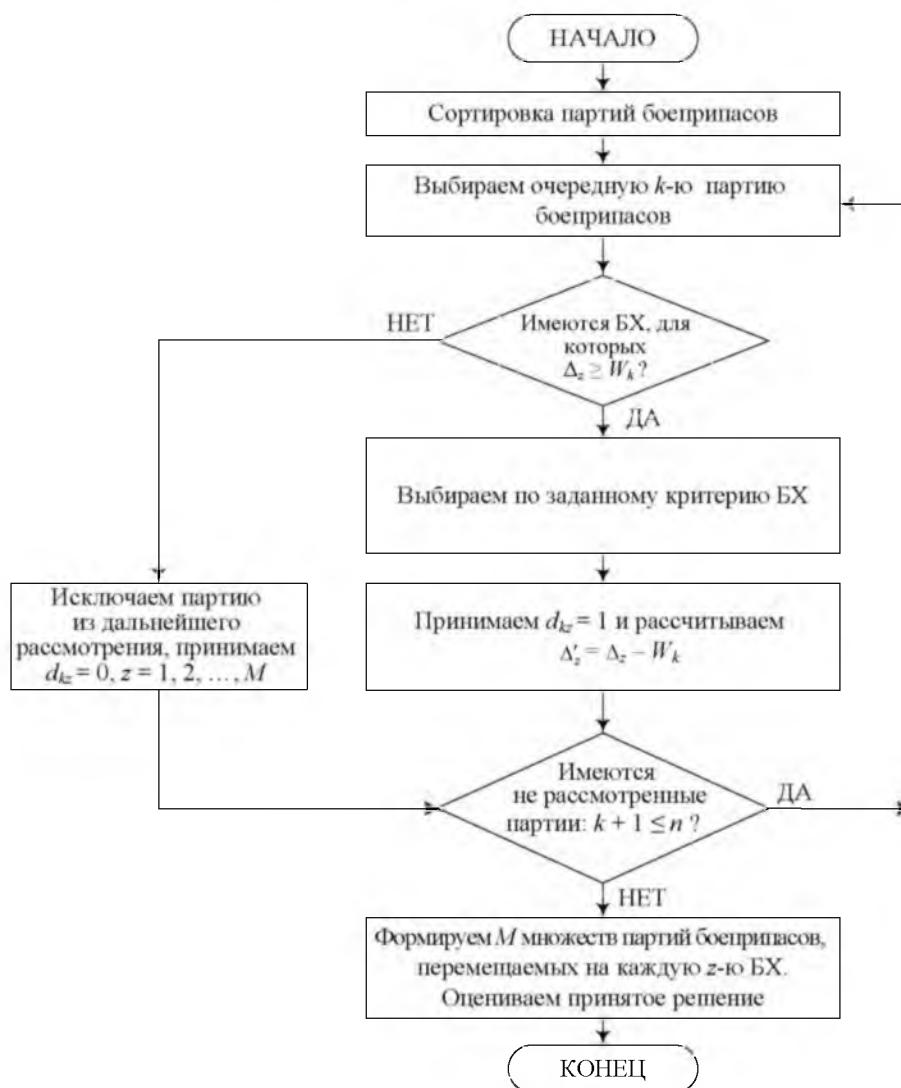 НАЧАЛО
Сортировка партий боеприпасов
Выбираем очередную k-ю партию
боеприпасов
НЕТ
Имеются БХ, для
которых
Δz ≥ Wk ?
ДА
Выбираем по заданному критерию БХ
Исключаем партию
из дальнейшего
рассмотрения, принимаем
dkz = 0, z = 1, 2, …, M
Принимаем dkz = 1 и рассчитываем
Δ′z = Δz – Wk
Имеются
не рассмотренные
партии: k + 1 ≤ n ?
ДА
НЕТ
Формируем M множеств партий боеприпасов,
перемещаемых на каждую z-ю БХ.
Оцениваем принятое решение
КОНЕЦ